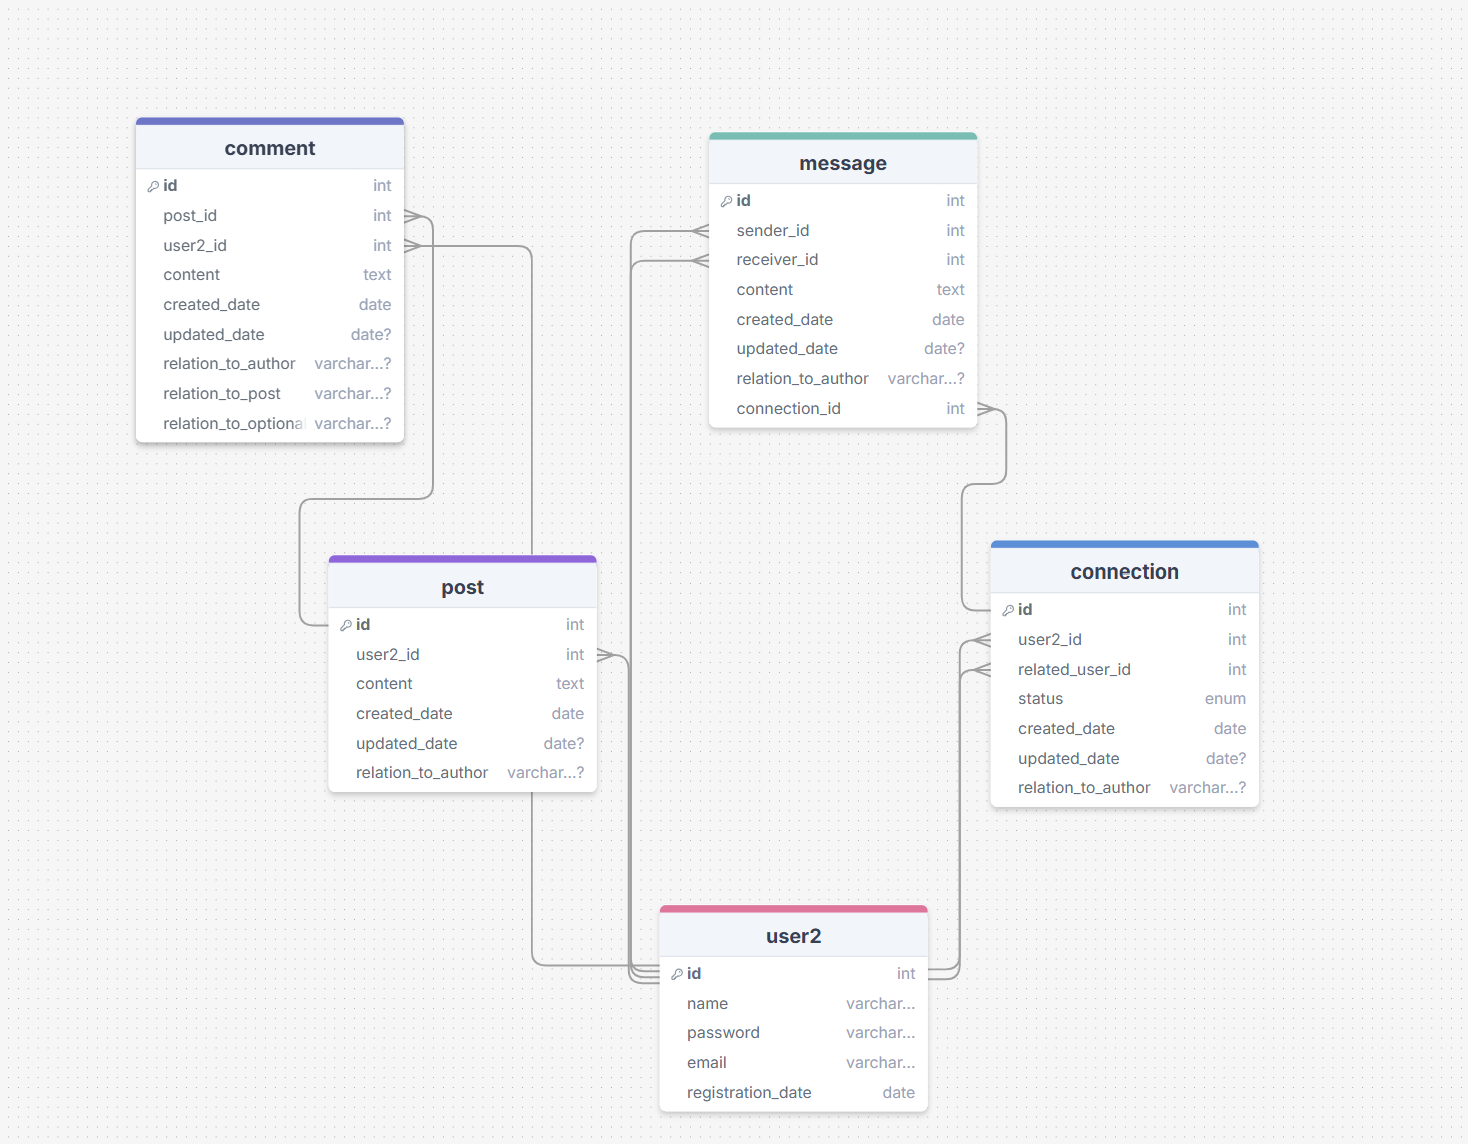 comment
id int
post_id int
user2_id int
content text
created_date date
updated_date date?
relation_to_author varchar...?
relation_to_post varchar...?
relation_to_optiona varchar...?
message
id int
sender_id int
receiver_id int
content text
created_date date
updated_date date?
relation_to_author varchar...?
connection_id int
post
id int
user2_id int
content text
created_date date
updated_date date?
relation_to_author varchar...?
connection
id int
user2_id int
related_user_id int
status enum
created_date date
updated_date date?
relation_to_author varchar...?
user2
id int
name varchar...
password varchar...
email varchar...
registration_date date